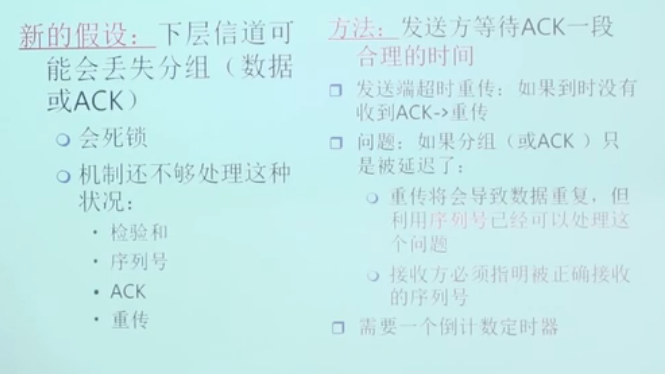 新的假设：下层信道可
能会丢失分组（数据
或ACK）
会死锁
机制还不够处理这种
状况：
检验和
序列号
ACK
重传
方法：发送方等待ACK一段
合理的时间
发送端超时重传：如果到时没有
收到ACK->重传
问题：如果分组（或ACK ）只
是被延迟了：
重传将会导致数据重复，但
利用序列号已经可以处理这
个问题
接收方必须指明被正确接收
的序列号
需要一个倒计数定时器